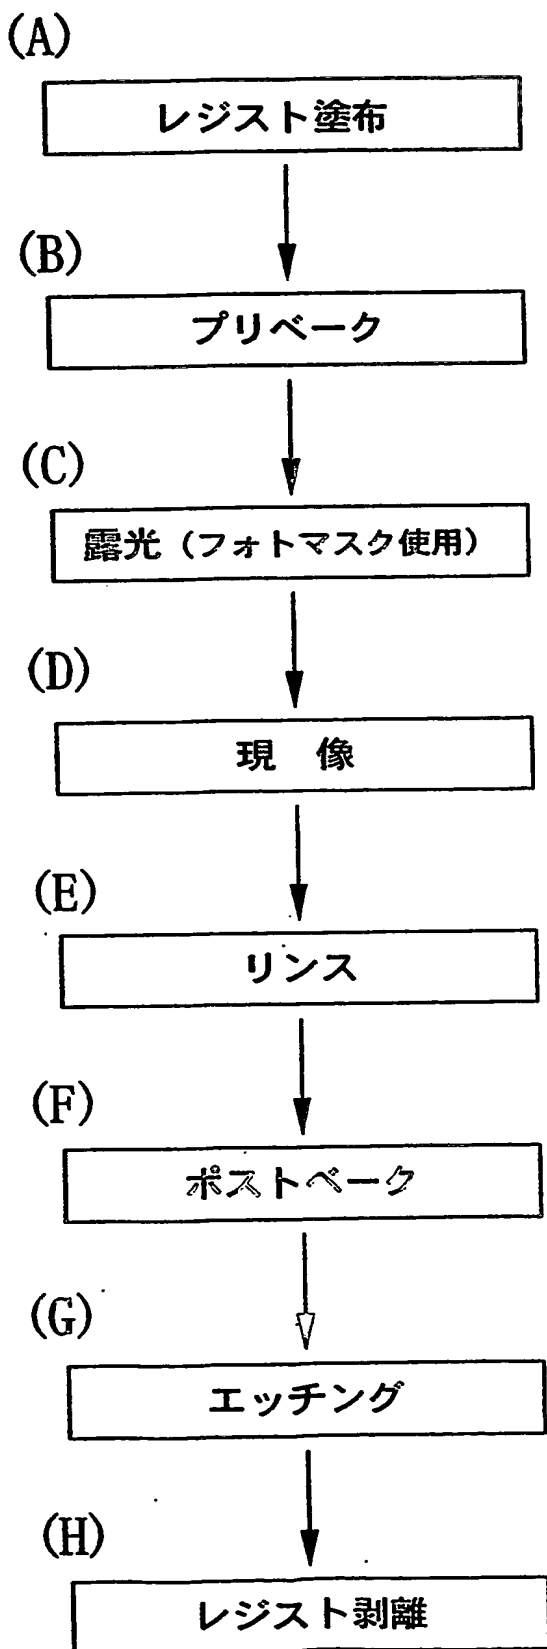 (A)
レジスト塗布
(B)
プリベーク
(C)
露光（フォトマスク使用）
(D)
現　像
(E)
リンス
(F)
ポストベーク
(G)
エッチング
(H)
レジスト剥離